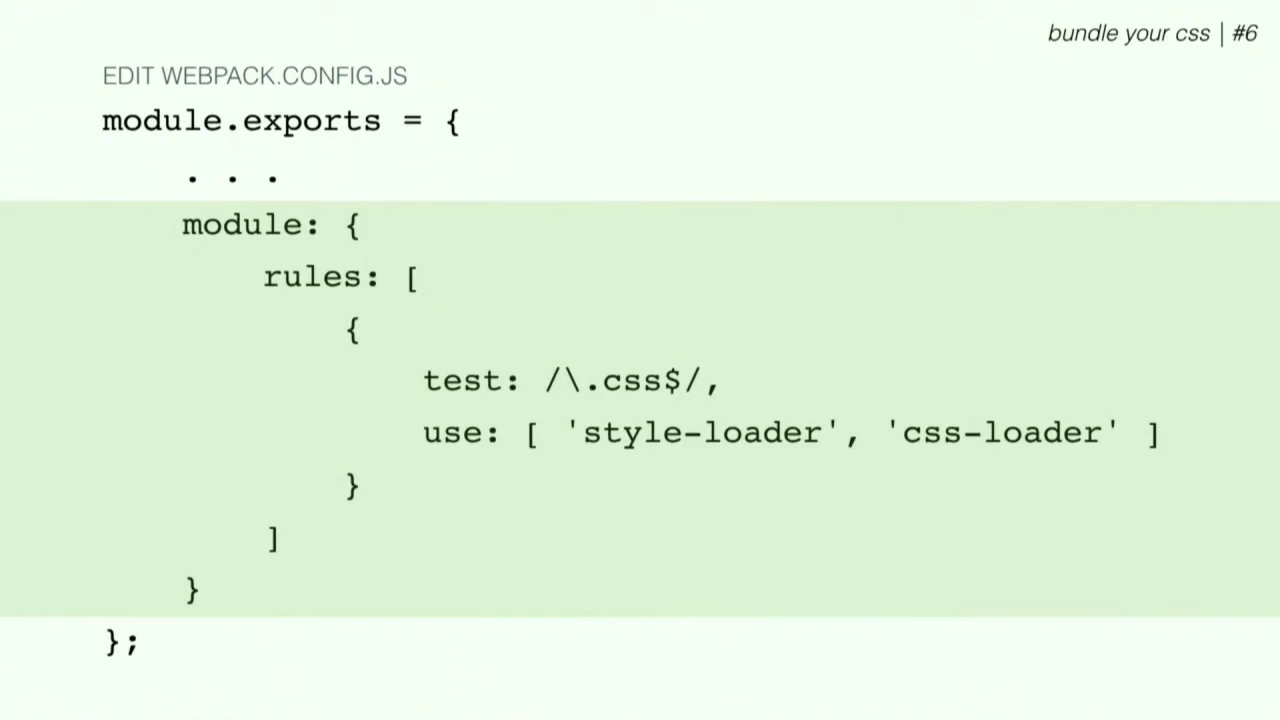 bundle your css | #6
EDIT WEBPACK.CONFIG.JS
module.exports = {
. . .
module: {
rules: [
{
test: /\.css$/,
use: [ 'style-loader', 'css-loader' ]
}
]
}
};